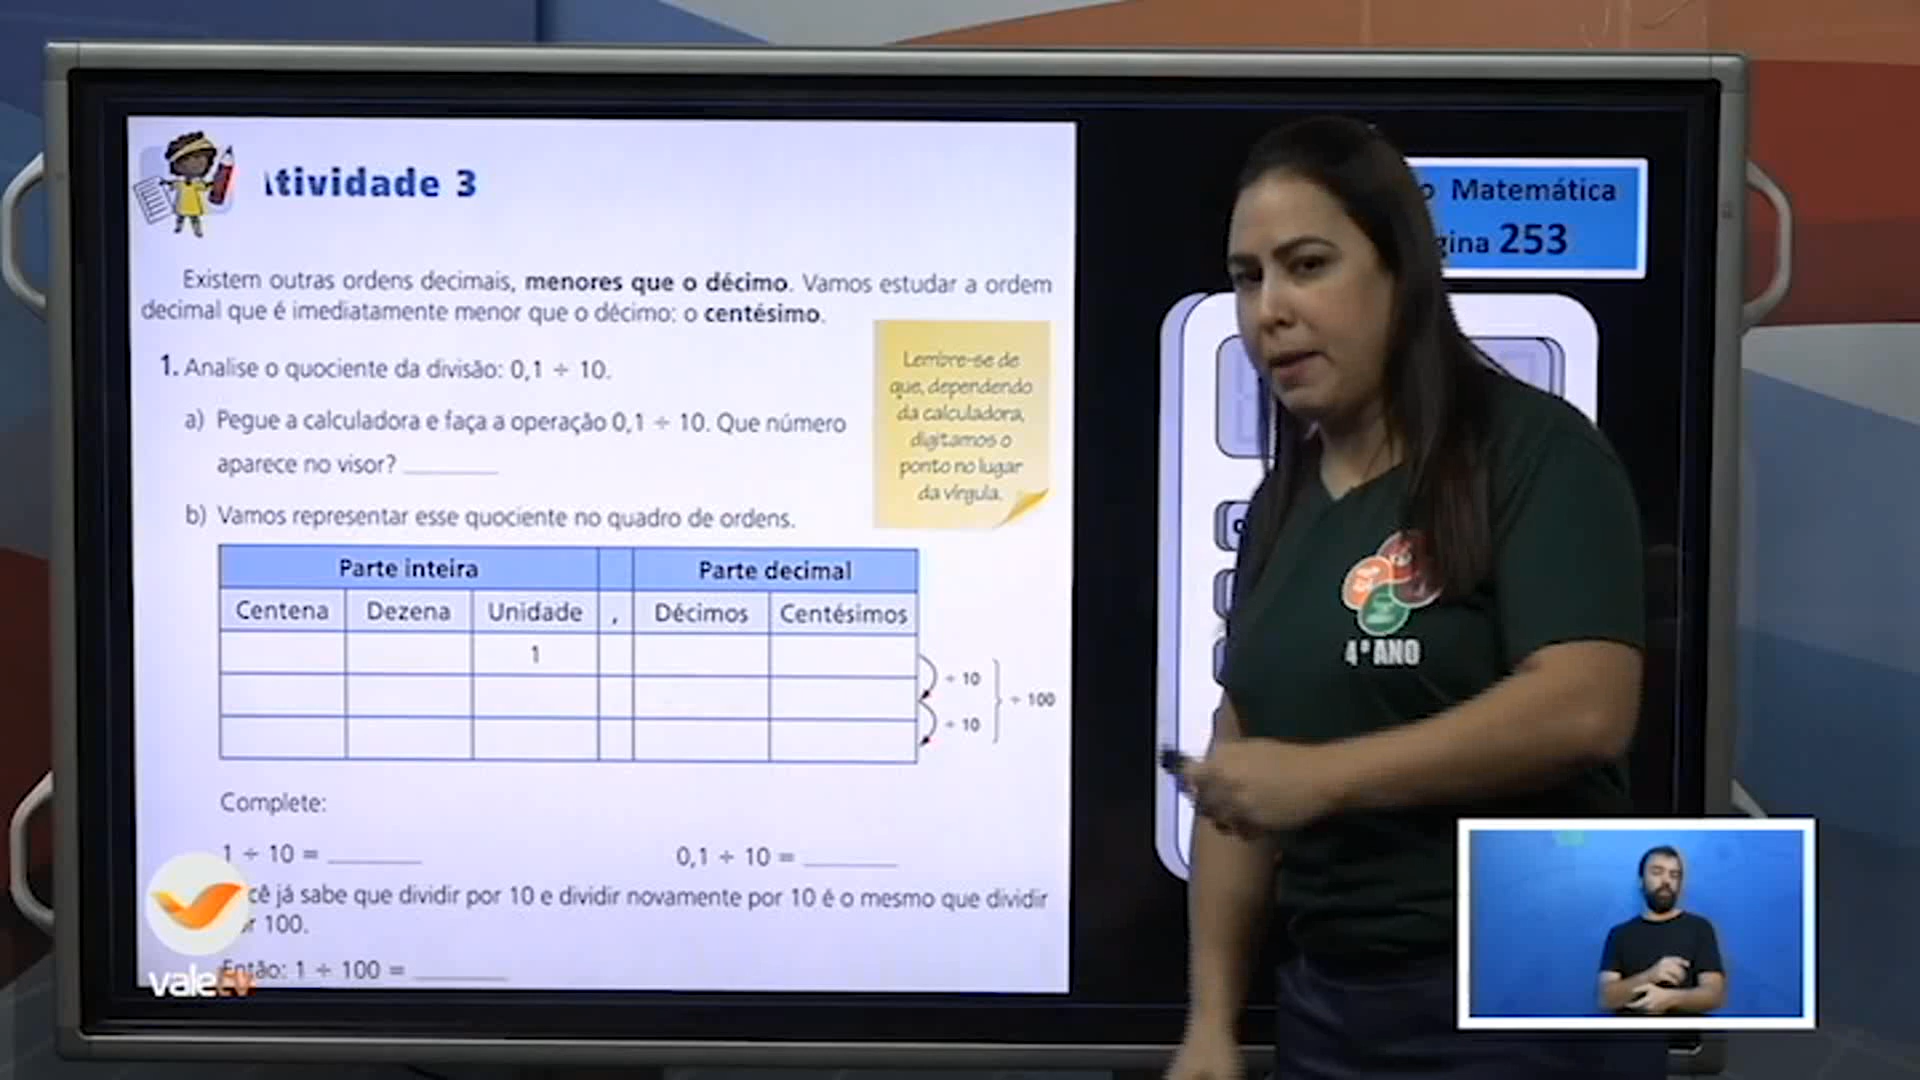 tividade 3
Matemática
gina 253
Existem outras ordens decimais, menores que o décimo. Vamos estudar a ordem
decimal que é imediatamente menor que o décimo: o centésimo.
1. Analise o quociente da divisão: 0,1 ÷ 10.
a) Pegue a calculadora e faça a operação 0,1 ÷ 10. Que número
aparece no visor? ______
Lembre-se de
que, dependendo
da calculadora,
digitamos o
ponto no lugar
da vírgula.
b) Vamos representar esse quociente no quadro de ordens.
Parte inteira Parte decimal
Centena Dezena Unidade , Décimos Centésimos
1
÷ 10
÷ 100
÷ 10
Complete:
1 ÷ 10 = ______ 0,1 ÷ 10 = ______
cê já sabe que dividir por 10 e dividir novamente por 10 é o mesmo que dividir
r 100.
Então: 1 ÷ 100 = ______
valetv
4º ANO